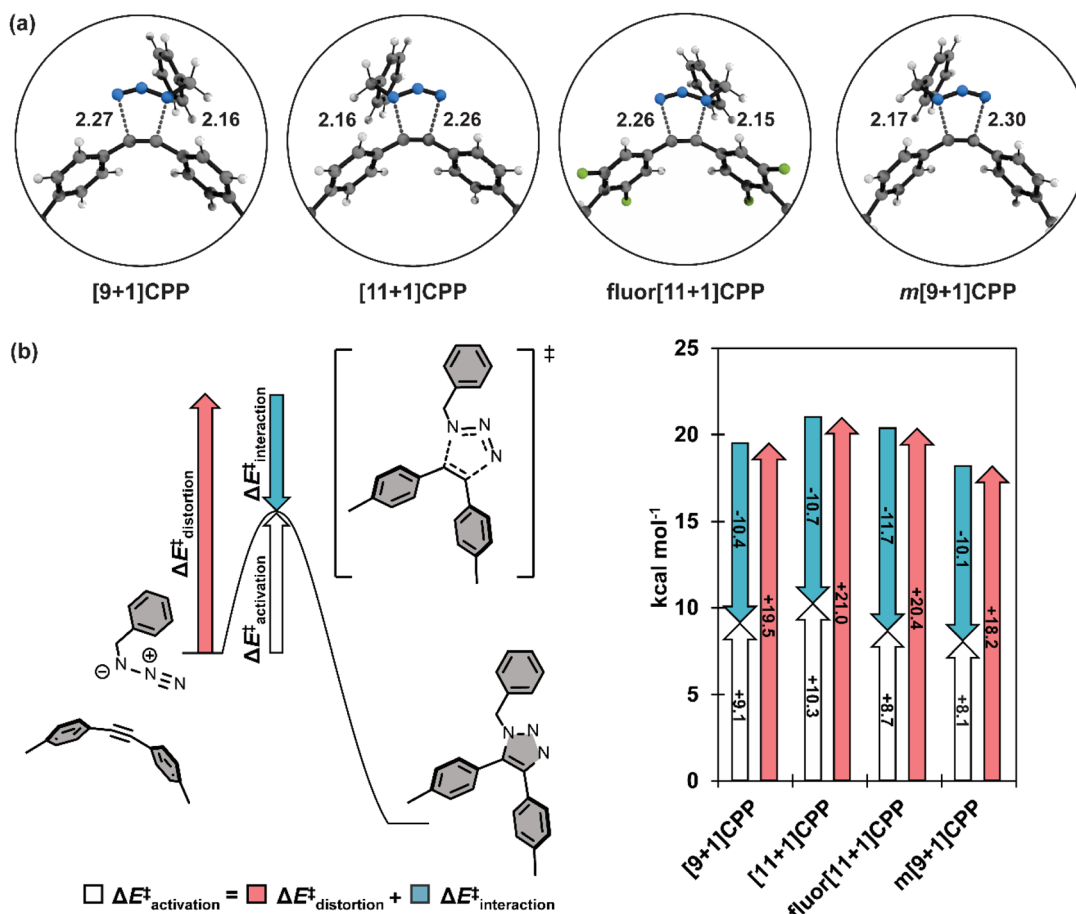 (a)
2.27 2.16
2.16 2.26
2.26 2.15
2.17 2.30
[9+1]CPP [11+1]CPP fluor[11+1]CPP m[9+1]CPP
(b)
ΔE‡distortion
ΔE‡interaction
ΔE‡activation
‡
N N
N
⊖ N ⊕ N N
N N
N
ΔE‡activation = ΔE‡distortion + ΔE‡interaction
kcal mol-1
25
20
15
10
5
0
-10.4 +19.5 +9.1
-10.7 +21.0 +10.3
-11.7 +20.4 +8.7
-10.1 +18.2 +8.1
[9+1]CPP
[11+1]CPP
fluor[11+1]CPP
m[9+1]CPP